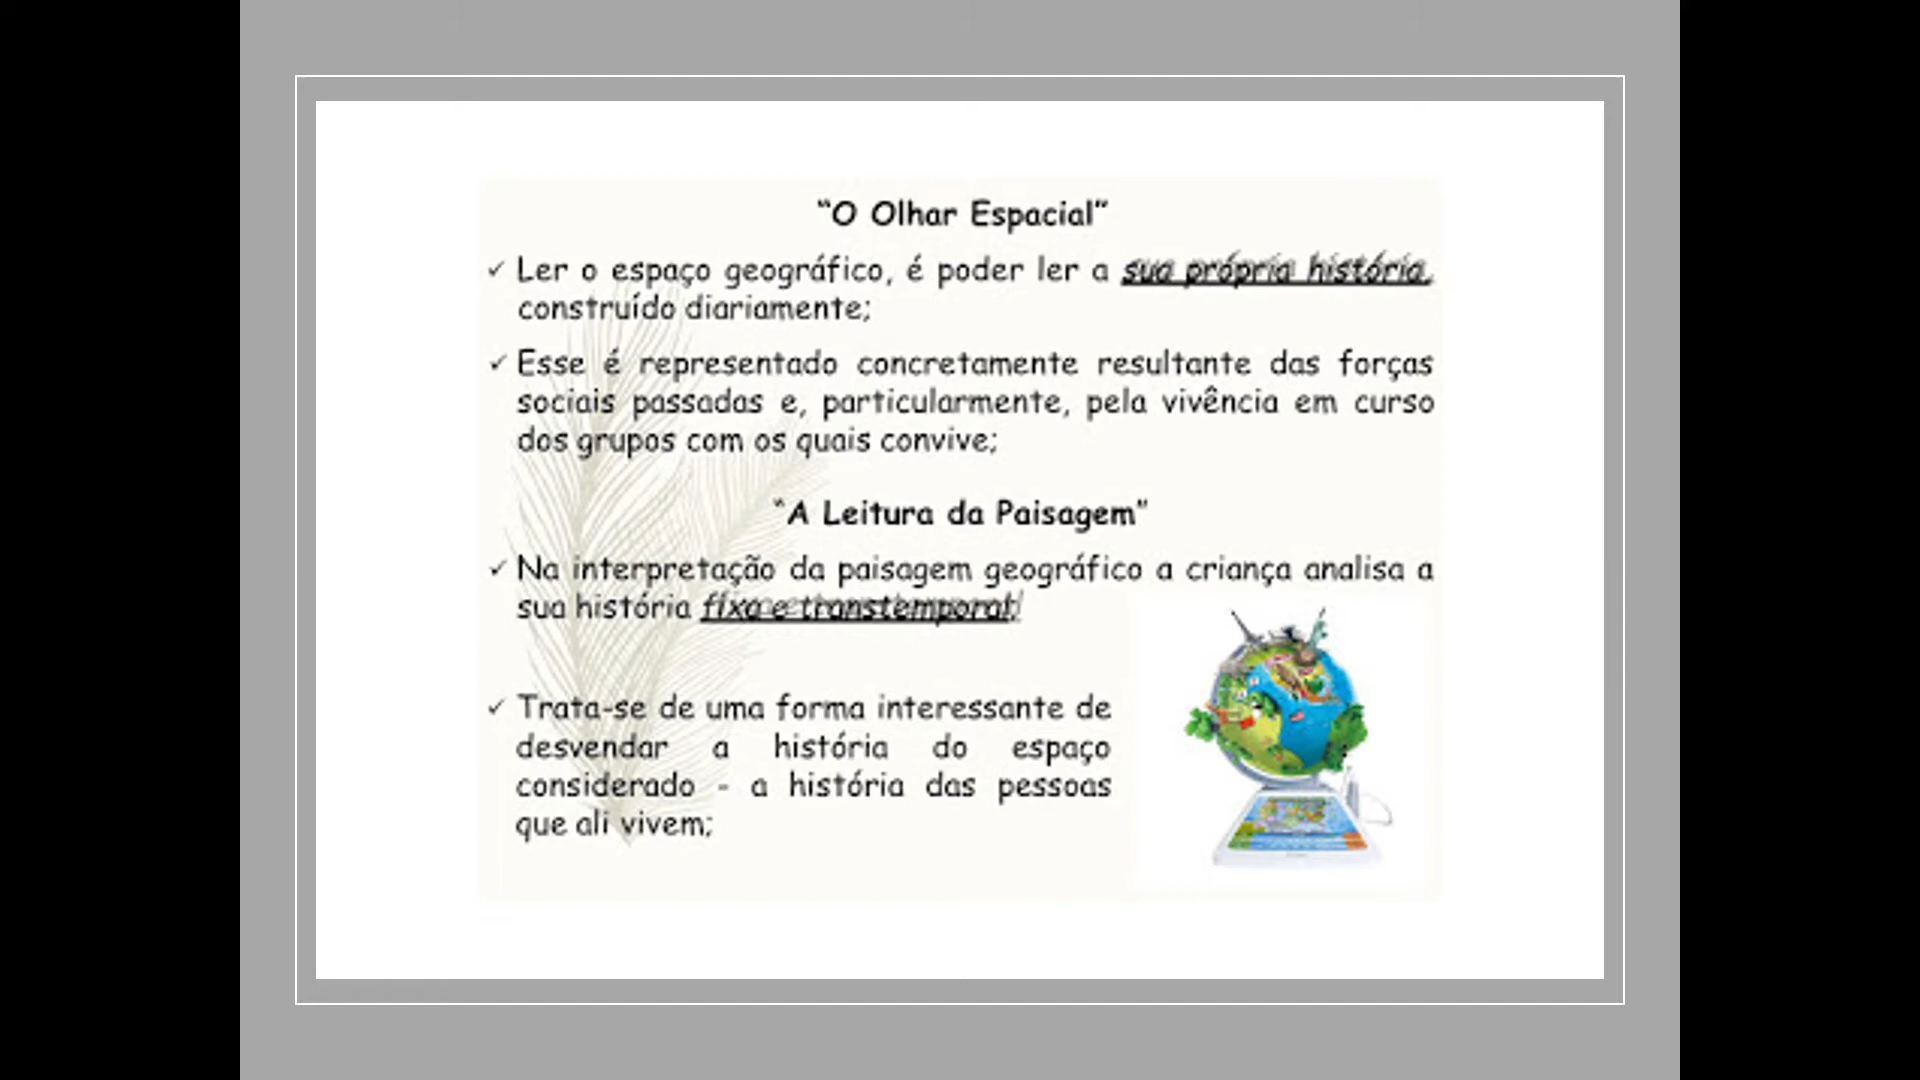 “O Olhar Espacial”
✓ Ler o espaço geográfico, é poder ler a sua própria história,
construído diariamente;
✓ Esse é representado concretamente resultante das forças
sociais passadas e, particularmente, pela vivência em curso
dos grupos com os quais convive;
“A Leitura da Paisagem”
✓ Na interpretação da paisagem geográfico a criança analisa a
sua história fixa e transtemporal;
✓ Trata-se de uma forma interessante de
desvendar a história do espaço
considerado - a história das pessoas
que ali vivem;